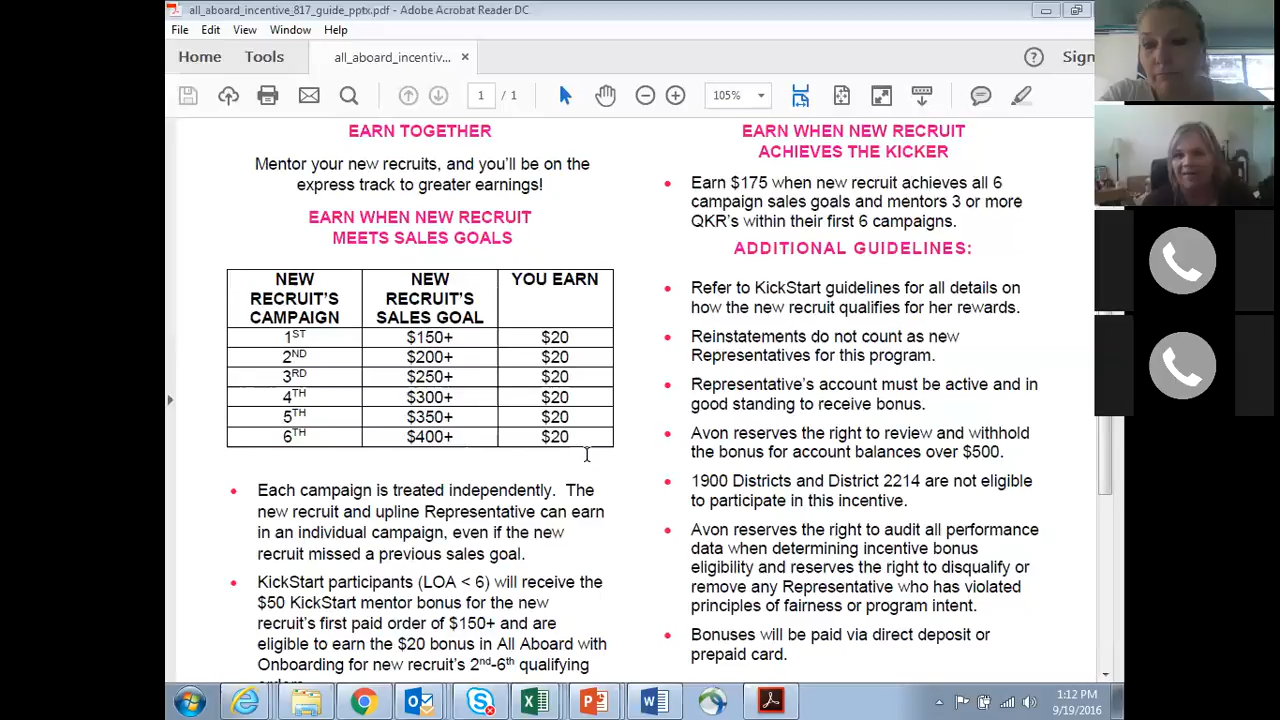 all_aboard_incentive_817_guide_pptx.pdf - Adobe Acrobat Reader DC
File Edit View Window Help
Home Tools all_aboard_incentiv... × ? Sign
1 / 1 105%
EARN TOGETHER
Mentor your new recruits, and you'll be on the
express track to greater earnings!
EARN WHEN NEW RECRUIT
MEETS SALES GOALS
NEW RECRUIT'S CAMPAIGN NEW RECRUIT'S SALES GOAL YOU EARN
1ST $150+ $20
2ND $200+ $20
3RD $250+ $20
4TH $300+ $20
5TH $350+ $20
6TH $400+ $20
• Each campaign is treated independently. The
new recruit and upline Representative can earn
in an individual campaign, even if the new
recruit missed a previous sales goal.
• KickStart participants (LOA < 6) will receive the
$50 KickStart mentor bonus for the new
recruit's first paid order of $150+ and are
eligible to earn the $20 bonus in All Aboard with
Onboarding for new recruit's 2nd-6th qualifying
EARN WHEN NEW RECRUIT
ACHIEVES THE KICKER
• Earn $175 when new recruit achieves all 6
campaign sales goals and mentors 3 or more
QKR's within their first 6 campaigns.
ADDITIONAL GUIDELINES:
• Refer to KickStart guidelines for all details on
how the new recruit qualifies for her rewards.
• Reinstatements do not count as new
Representatives for this program.
• Representative's account must be active and in
good standing to receive bonus.
• Avon reserves the right to review and withhold
the bonus for account balances over $500.
• 1900 Districts and District 2214 are not eligible
to participate in this incentive.
• Avon reserves the right to audit all performance
data when determining incentive bonus
eligibility and reserves the right to disqualify or
remove any Representative who has violated
principles of fairness or program intent.
• Bonuses will be paid via direct deposit or
prepaid card.
1:12 PM
9/19/2016